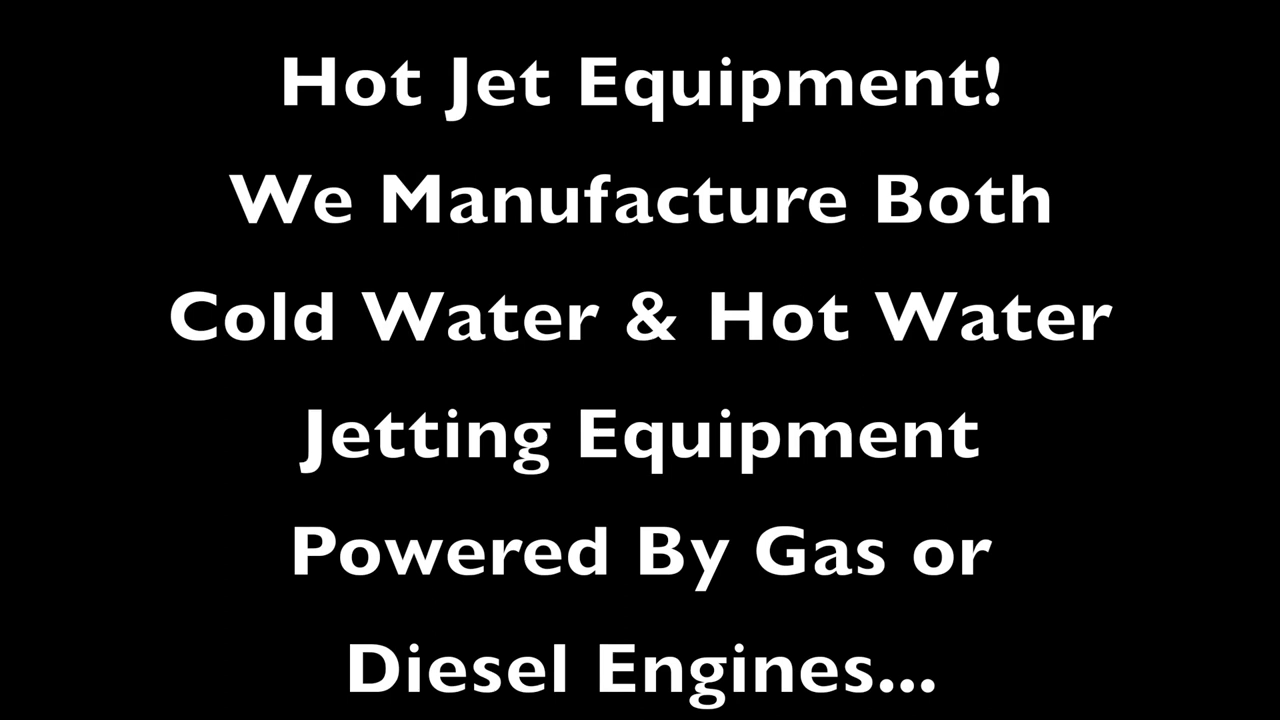 Hot Jet Equipment!
We Manufacture Both
Cold Water & Hot Water
Jetting Equipment
Powered By Gas or
Diesel Engines...